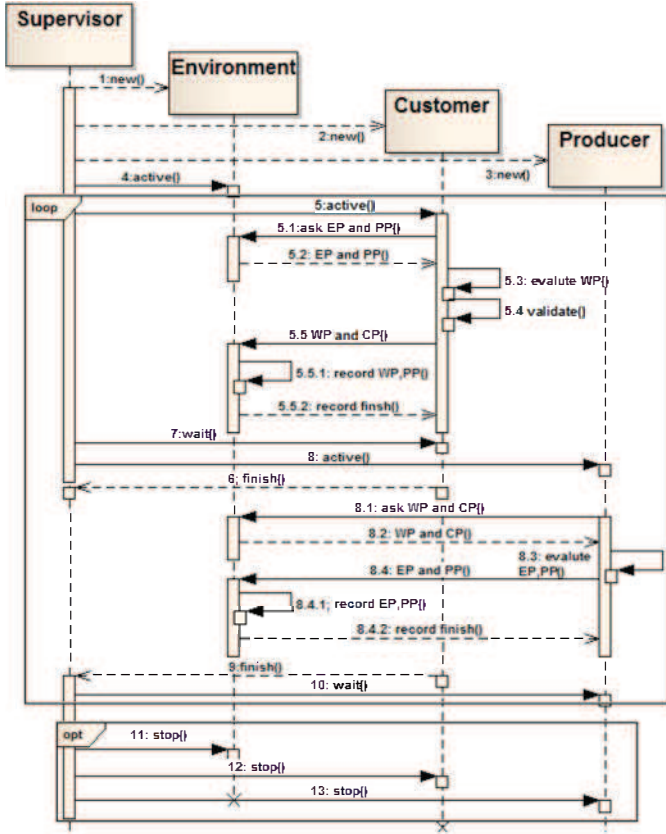 Supervisor
Environment
Customer
Producer
1:new()
2:new()
3:new()
4:active()
loop
5:active()
5.1:ask EP and PP()
5.2: EP and PP()
5.3: evalute WP()
5.4 validate()
5.5 WP and CP()
5.5.1: record WP,PP()
5.5.2: record finsh()
7:wait()
8: active()
6: finish()
8.1: ask WP and CP()
8.2: WP and CP()
8.3: evalute
EP,PP()
8.4: EP and PP()
8.4.1: record EP,PP()
8.4.2: record finish()
9:finish()
10: wait()
opt
11: stop()
12: stop()
13: stop()